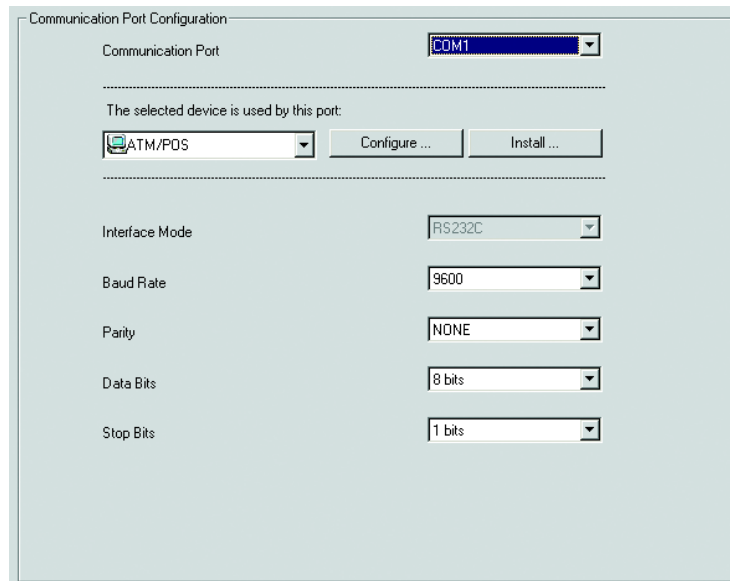 Communication Port Configuration
Communication Port COM1
The selected device is used by this port:
ATM/POS Configure ... Install ...
Interface Mode RS232C
Baud Rate 9600
Parity NONE
Data Bits 8 bits
Stop Bits 1 bits